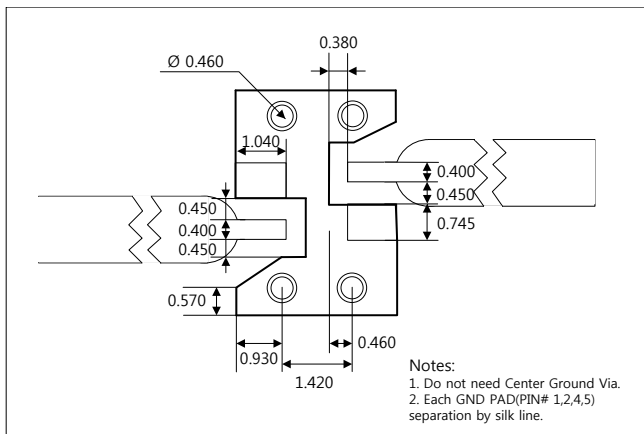 0.380
Ø 0.460
1.040
0.400
0.450
0.745
0.450
0.400
0.450
0.570
0.930
0.460
1.420
Notes:
1. Do not need Center Ground Via.
2. Each GND PAD(PIN# 1,2,4,5)
separation by silk line.